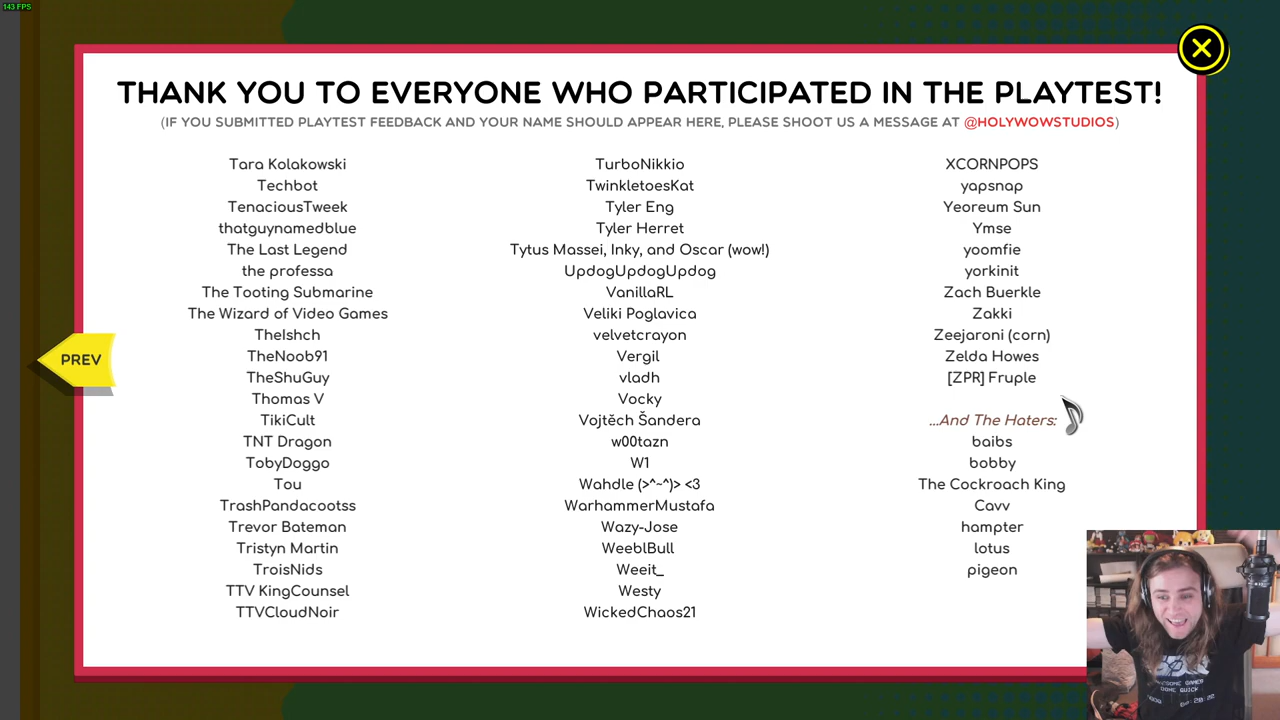 143 FPS
THANK YOU TO EVERYONE WHO PARTICIPATED IN THE PLAYTEST!
(IF YOU SUBMITTED PLAYTEST FEEDBACK AND YOUR NAME SHOULD APPEAR HERE, PLEASE SHOOT US A MESSAGE AT @HOLYWOWSTUDIOS)
Tara Kolakowski
Techbot
TenaciousTweek
thatguynamedblue
The Last Legend
the professa
The Tooting Submarine
The Wizard of Video Games
TheIshch
TheNoob91
TheShuGuy
Thomas V
TikiCult
TNT Dragon
TobyDoggo
Tou
TrashPandacootss
Trevor Bateman
Tristyn Martin
TroisNids
TTV KingCounsel
TTVCloudNoir
TurboNikkio
TwinkletoesKat
Tyler Eng
Tyler Herret
Tytus Massei, Inky, and Oscar (wow!)
UpdogUpdogUpdog
VanillaRL
Veliki Poglavica
velvetcrayon
Vergil
vladh
Vocky
Vojtěch Šandera
w00tazn
W1
Wahdle (>^~^)> <3
WarhammerMustafa
Wazy-Jose
WeeblBull
Weeit_
Westy
WickedChaos21
XCORNPOPS
yapsnap
Yeoreum Sun
Ymse
yoomfie
yorkinit
Zach Buerkle
Zakki
Zeejaroni (corn)
Zelda Howes
[ZPR] Fruple
...And The Haters:
baibs
bobby
The Cockroach King
Cavv
hampter
lotus
pigeon
PREV
GAMES DONE QUICK